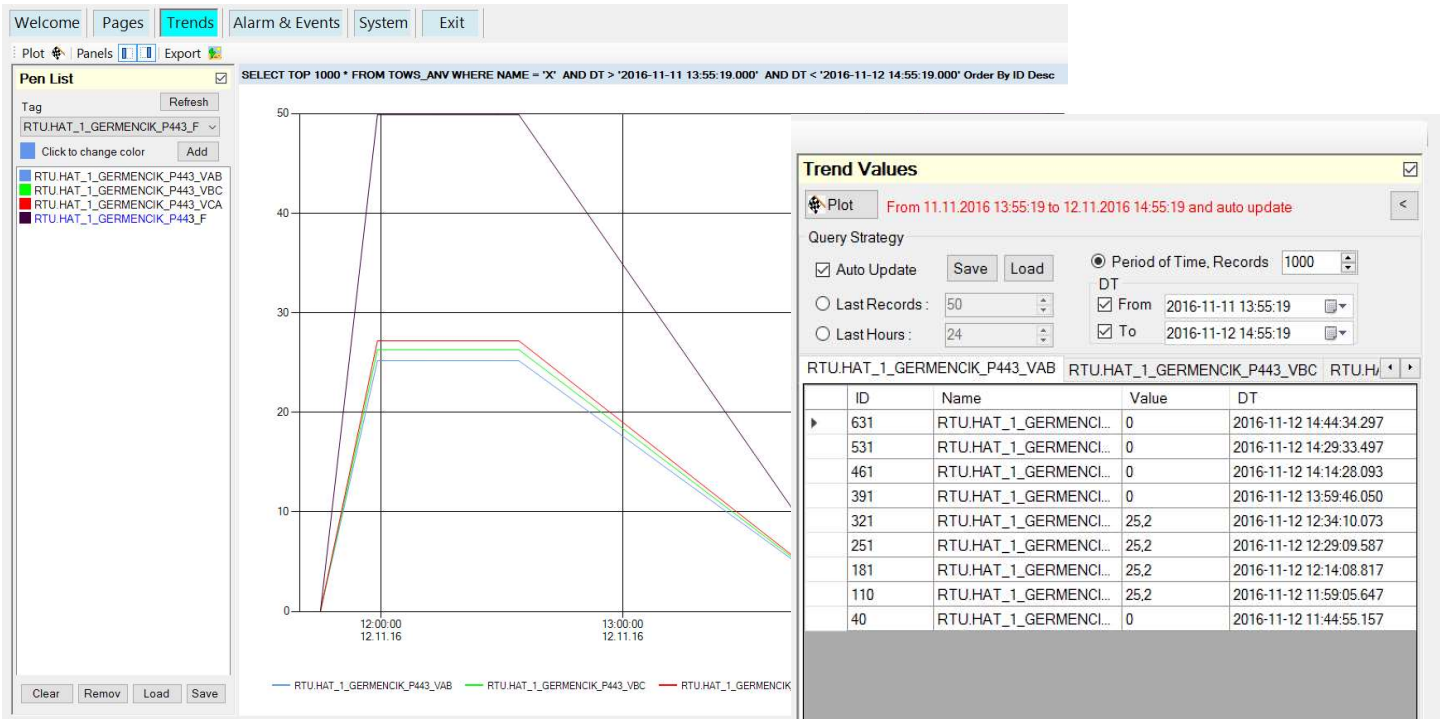 Welcome Pages Trends Alarm & Events System Exit
Plot Panels Export
Pen List
SELECT TOP 1000 * FROM TOWS_ANV WHERE NAME = 'X' AND DT > '2016-11-11 13:55:19.000' AND DT < '2016-11-12 14:55:19.000' Order By ID Desc
Tag Refresh
RTU.HAT_1_GERMENCIK_P443_F
Click to change color Add
RTU.HAT_1_GERMENCIK_P443_VAB
RTU.HAT_1_GERMENCIK_P443_VBC
RTU.HAT_1_GERMENCIK_P443_VCA
RTU.HAT_1_GERMENCIK_P443_F
Clear Remov Load Save
50
40
30
20
10
0
12:00:00 13:00:00
12.11.16 12.11.16
RTU.HAT_1_GERMENCIK_P443_VAB RTU.HAT_1_GERMENCIK_P443_VBC RTU.HAT_1_GERMENCIK
Trend Values
Plot From 11.11.2016 13:55:19 to 12.11.2016 14:55:19 and auto update <
Query Strategy
Auto Update Save Load Period of Time, Records 1000
DT
Last Records : 50 From 2016-11-11 13:55:19
Last Hours : 24 To 2016-11-12 14:55:19
RTU.HAT_1_GERMENCIK_P443_VAB RTU.HAT_1_GERMENCIK_P443_VBC RTU.H
ID Name Value DT
631 RTU.HAT_1_GERMENCI... 0 2016-11-12 14:44:34.297
531 RTU.HAT_1_GERMENCI... 0 2016-11-12 14:29:33.497
461 RTU.HAT_1_GERMENCI... 0 2016-11-12 14:14:28.093
391 RTU.HAT_1_GERMENCI... 0 2016-11-12 13:59:46.050
321 RTU.HAT_1_GERMENCI... 25,2 2016-11-12 12:34:10.073
251 RTU.HAT_1_GERMENCI... 25,2 2016-11-12 12:29:09.587
181 RTU.HAT_1_GERMENCI... 25,2 2016-11-12 12:14:08.817
110 RTU.HAT_1_GERMENCI... 25,2 2016-11-12 11:59:05.647
40 RTU.HAT_1_GERMENCI... 0 2016-11-12 11:44:55.157